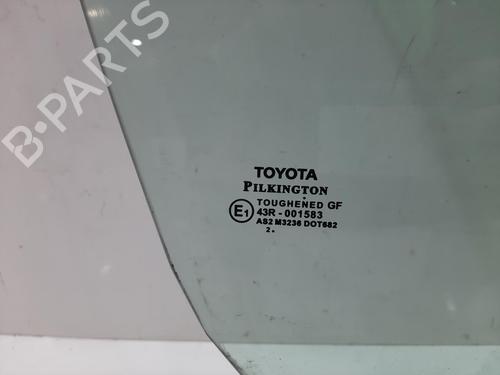 B-PARTS
TOYOTA
PILKINGTON
TOUGHENED GF
E1 43R-001583
AS2 M3236 DOT682
2.